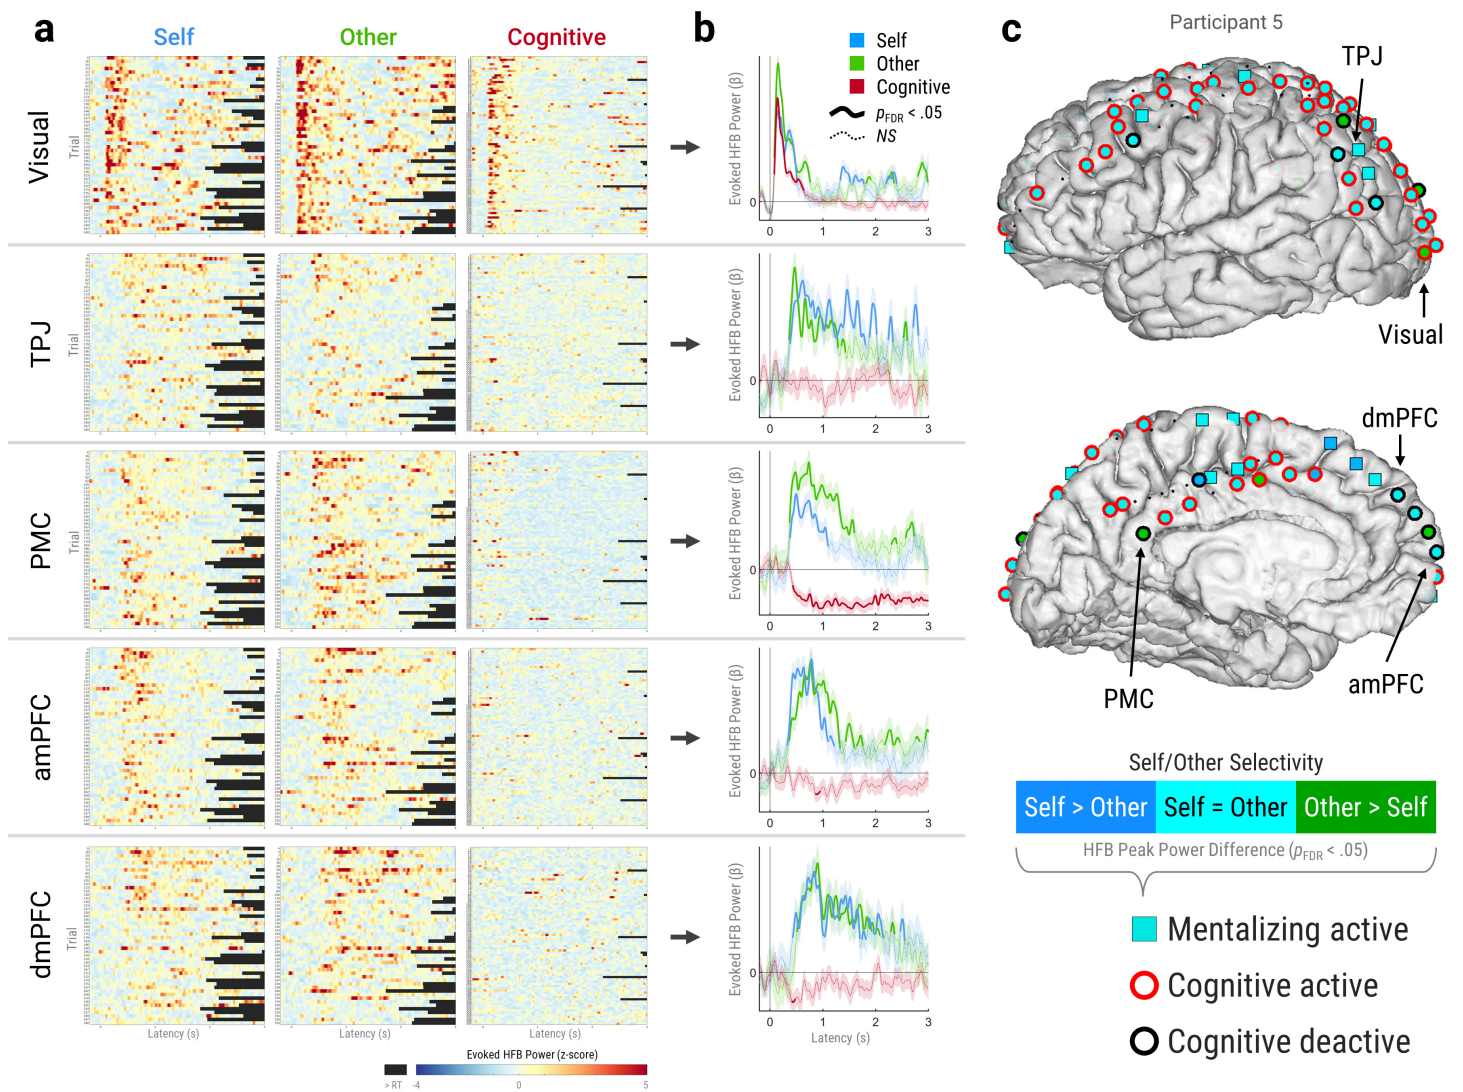 a
Self
Other
Cognitive
Visual
Trial
TPJ
Trial
PMC
Trial
amPFC
dmPFC
Trial
Latency (s)
Latency (s)
Evoked HFB Power (z-score)
> RT
-4
0
5
b
Self
Other
Cognitive
pFDR < .05
NS
Evoked HFB Power (β)
0
0 1 2 3
Evoked HFB Power (β)
0
0 1 2 3
Evoked HFB Power (β)
0
0 1 2 3
Evoked HFB Power (β)
0
0 1 2 3
Evoked HFB Power (β)
0
0 1 2 3
Latency (s)
c
Participant 5
TPJ
Visual
dmPFC
PMC
amPFC
Self/Other Selectivity
Self > Other Self = Other Other > Self
HFB Peak Power Difference (pFDR < .05)
Mentalizing active
Cognitive active
Cognitive deactive